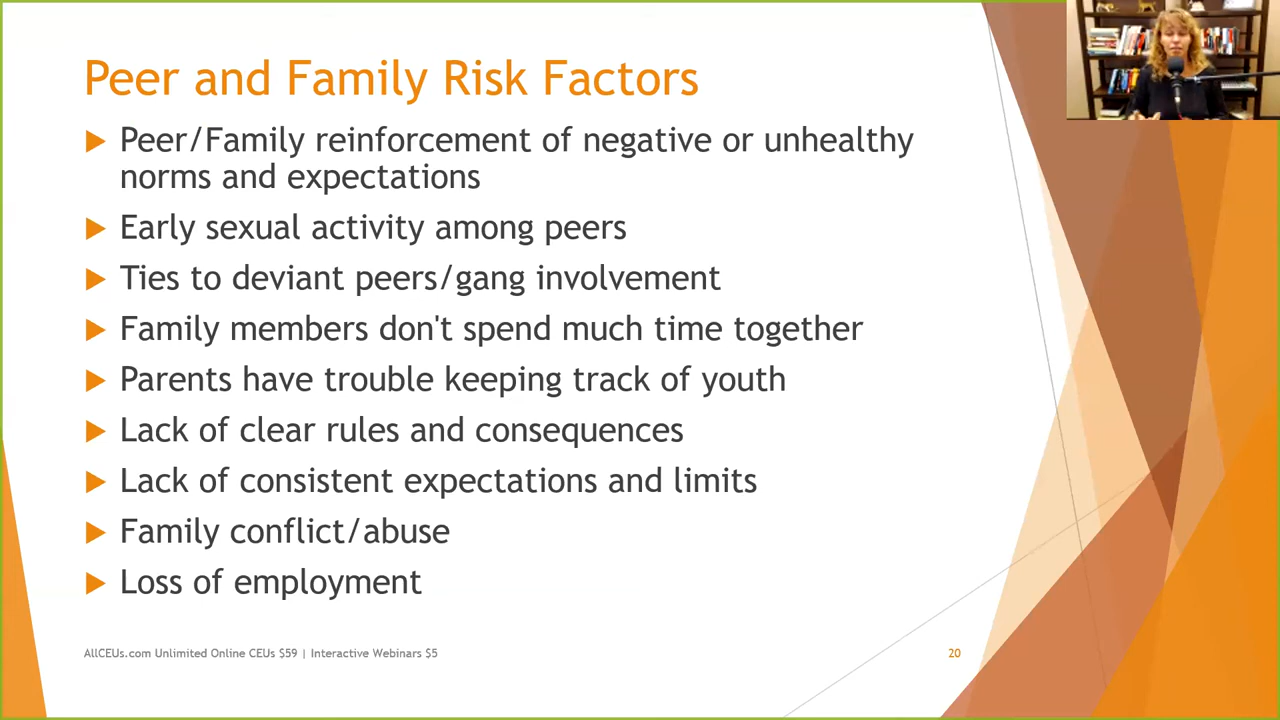 Peer and Family Risk Factors
Peer/Family reinforcement of negative or unhealthy
norms and expectations
Early sexual activity among peers
Ties to deviant peers/gang involvement
Family members don't spend much time together
Parents have trouble keeping track of youth
Lack of clear rules and consequences
Lack of consistent expectations and limits
Family conflict/abuse
Loss of employment
AllCEUs.com Unlimited Online CEUs $59 | Interactive Webinars $5
20